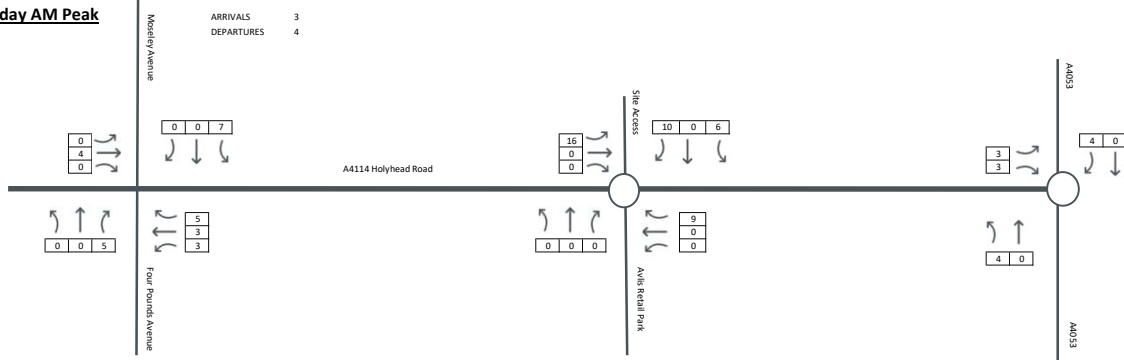 day AM Peak
ARRIVALS 3
DEPARTURES 4
Moseley Avenue
0 0 7
0
4
0
A4114 Holyhead Road
0 0 5
5
3
3
Four Pounds Avenue
Site Access
16
0
0
10 0 6
0 0 0
9
0
0
Avlis Retail Park
A4053
3
3
4 0
4 0
A4053